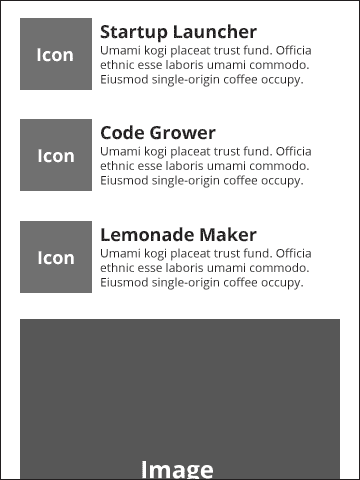 Icon
Startup Launcher
Umami kogi placeat trust fund. Officia
ethnic esse laboris umami commodo.
Eiusmod single-origin coffee occupy.
Icon
Code Grower
Umami kogi placeat trust fund. Officia
ethnic esse laboris umami commodo.
Eiusmod single-origin coffee occupy.
Icon
Lemonade Maker
Umami kogi placeat trust fund. Officia
ethnic esse laboris umami commodo.
Eiusmod single-origin coffee occupy.
Image